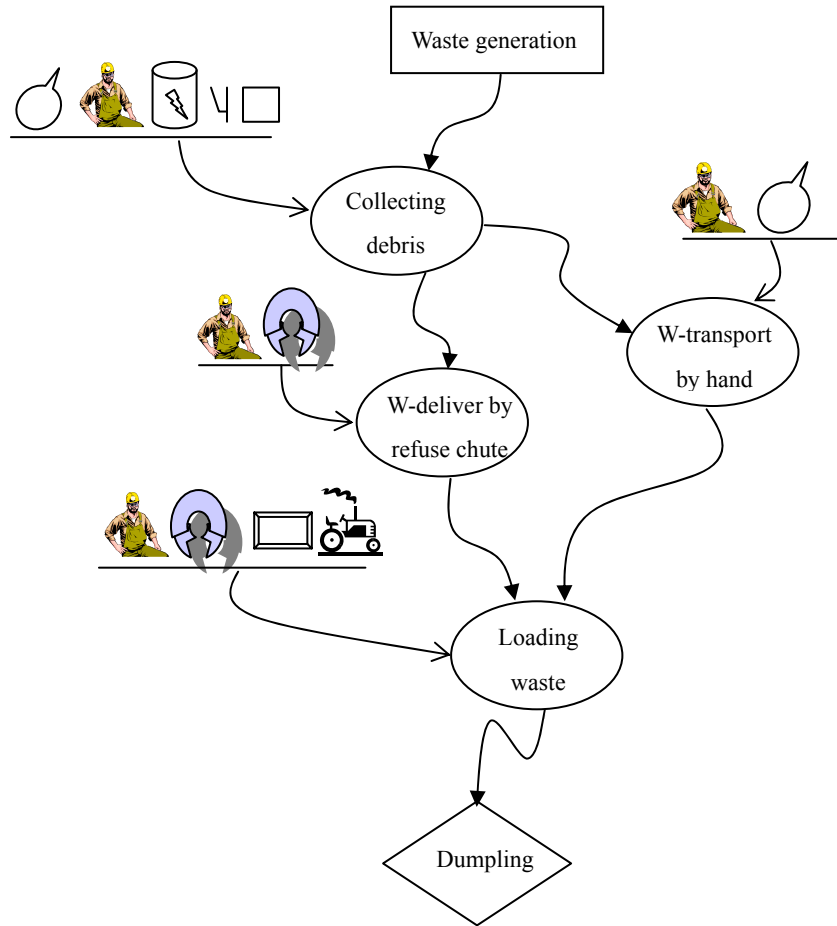 Waste generation
Collecting
debris
W-transport
by hand
W-deliver by
refuse chute
Loading
waste
Dumpling